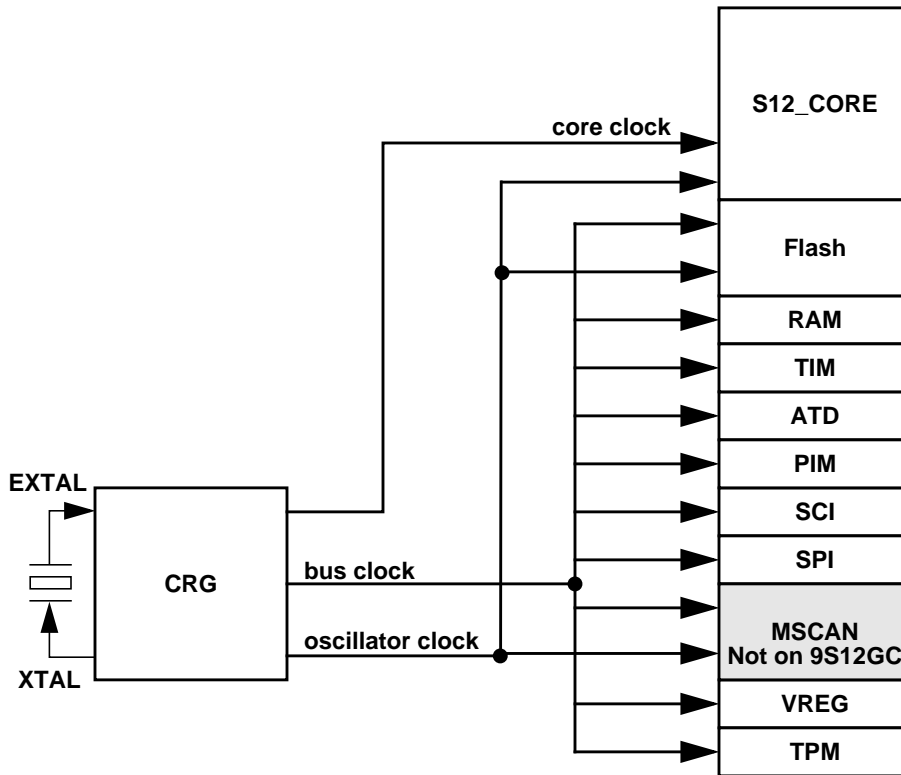 S12_CORE
core clock
Flash
RAM
TIM
ATD
PIM
EXTAL
SCI
SPI
bus clock
CRG
MSCAN
oscillator clock
Not on 9S12GC
XTAL
VREG
TPM